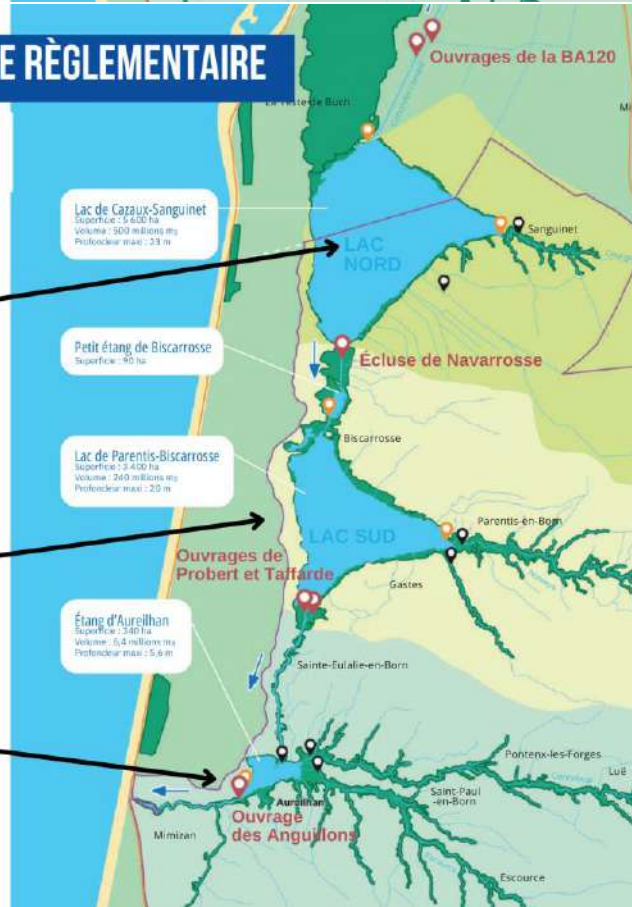 E RÈGLEMENTAIRE
Ouvrages de la BA120
La Teste de Buch
Lac de Cazaux-Sanguinet
Superficie : 5 600 ha
Volume : 500 millions m3
Profondeur maxi : 23 m
LAC
NORD
Sanguinet
Petit étang de Biscarrosse
Superficie : 90 ha
Écluse de Navarrosse
Biscarrosse
Lac de Parentis-Biscarrosse
Superficie : 3 400 ha
Volume : 240 millions m3
Profondeur maxi : 20 m
LAC SUD
Parentis-en-Born
Ouvrages de
Probert et Taffarde
Gastes
Étang d'Aureilhan
Superficie : 340 ha
Volume : 6,4 millions m3
Profondeur maxi : 5,6 m
Sainte-Eulalie-en-Born
Pontenx-les-Forges
Luë
Aureilhan
Saint-Paul
-en-Born
Ouvrage
des Anguillons
Mimizan
Escource